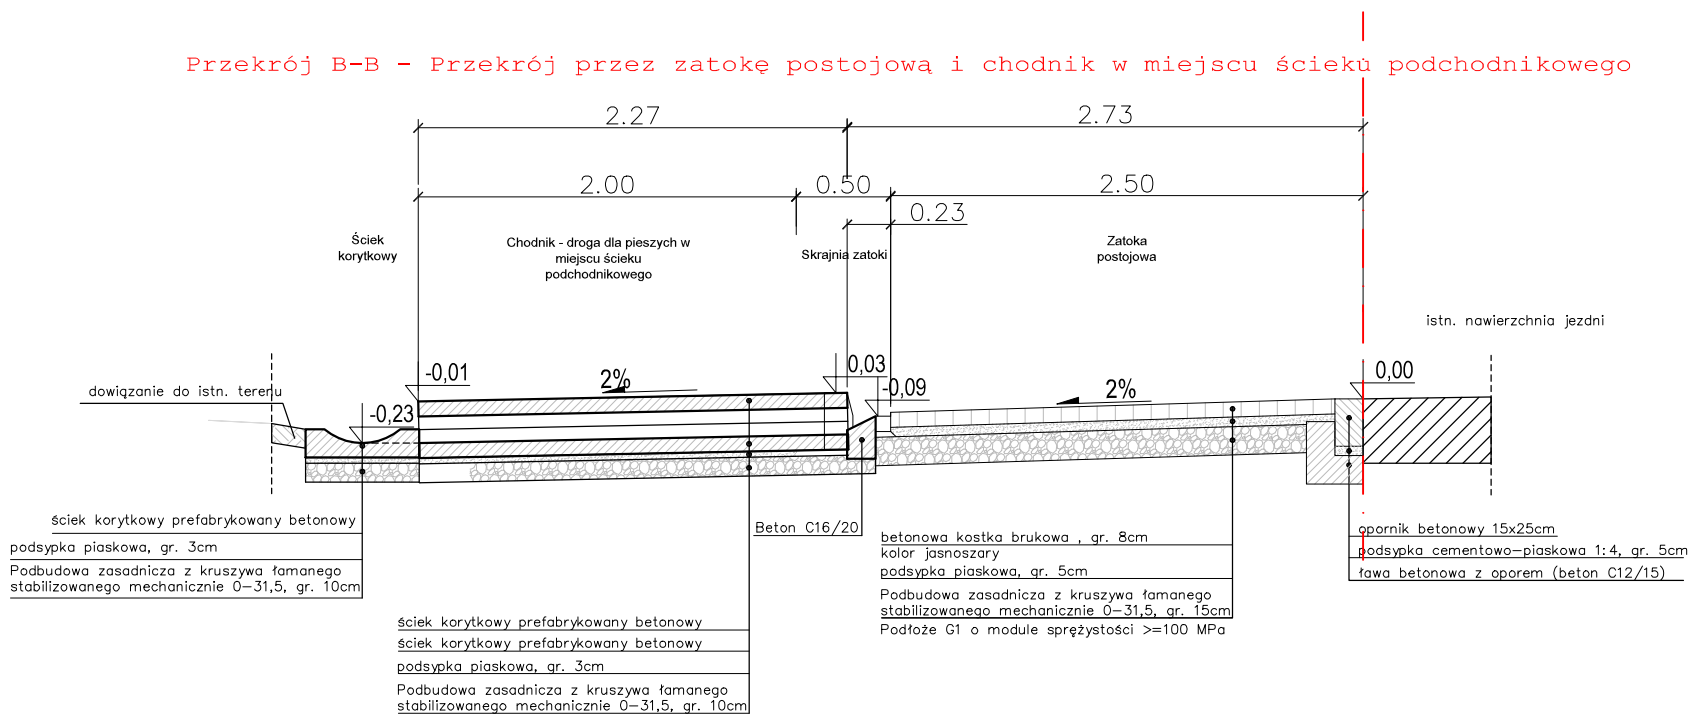 Przekrój B-B - Przekrój przez zatokę postojową i chodnik w miejscu ścieku podchodnikowego
2.27
2.73
2.00
0.50
2.50
0.23
Ściek
korytkowy
Chodnik - droga dla pieszych w
miejscu ścieku
podchodnikowego
Skrajnia zatoki
Zatoka
postojowa
istn. nawierzchnia jezdni
dowiązanie do istn. terenu
-0,01
-0,23
2%
0,03
-0,09
2%
0,00
ściek korytkowy prefabrykowany betonowy
podsypka piaskowa, gr. 3cm
Podbudowa zasadnicza z kruszywa łamanego
stabilizowanego mechanicznie 0-31,5, gr. 10cm
ściek korytkowy prefabrykowany betonowy
ściek korytkowy prefabrykowany betonowy
podsypka piaskowa, gr. 3cm
Podbudowa zasadnicza z kruszywa łamanego
stabilizowanego mechanicznie 0-31,5, gr. 10cm
Beton C16/20
betonowa kostka brukowa , gr. 8cm
kolor jasnoszary
podsypka piaskowa, gr. 5cm
Podbudowa zasadnicza z kruszywa łamanego
stabilizowanego mechanicznie 0-31,5, gr. 15cm
Podłoże G1 o module sprężystości >=100 MPa
opornik betonowy 15x25cm
podsypka cementowo-piaskowa 1:4, gr. 5cm
ława betonowa z oporem (beton C12/15)